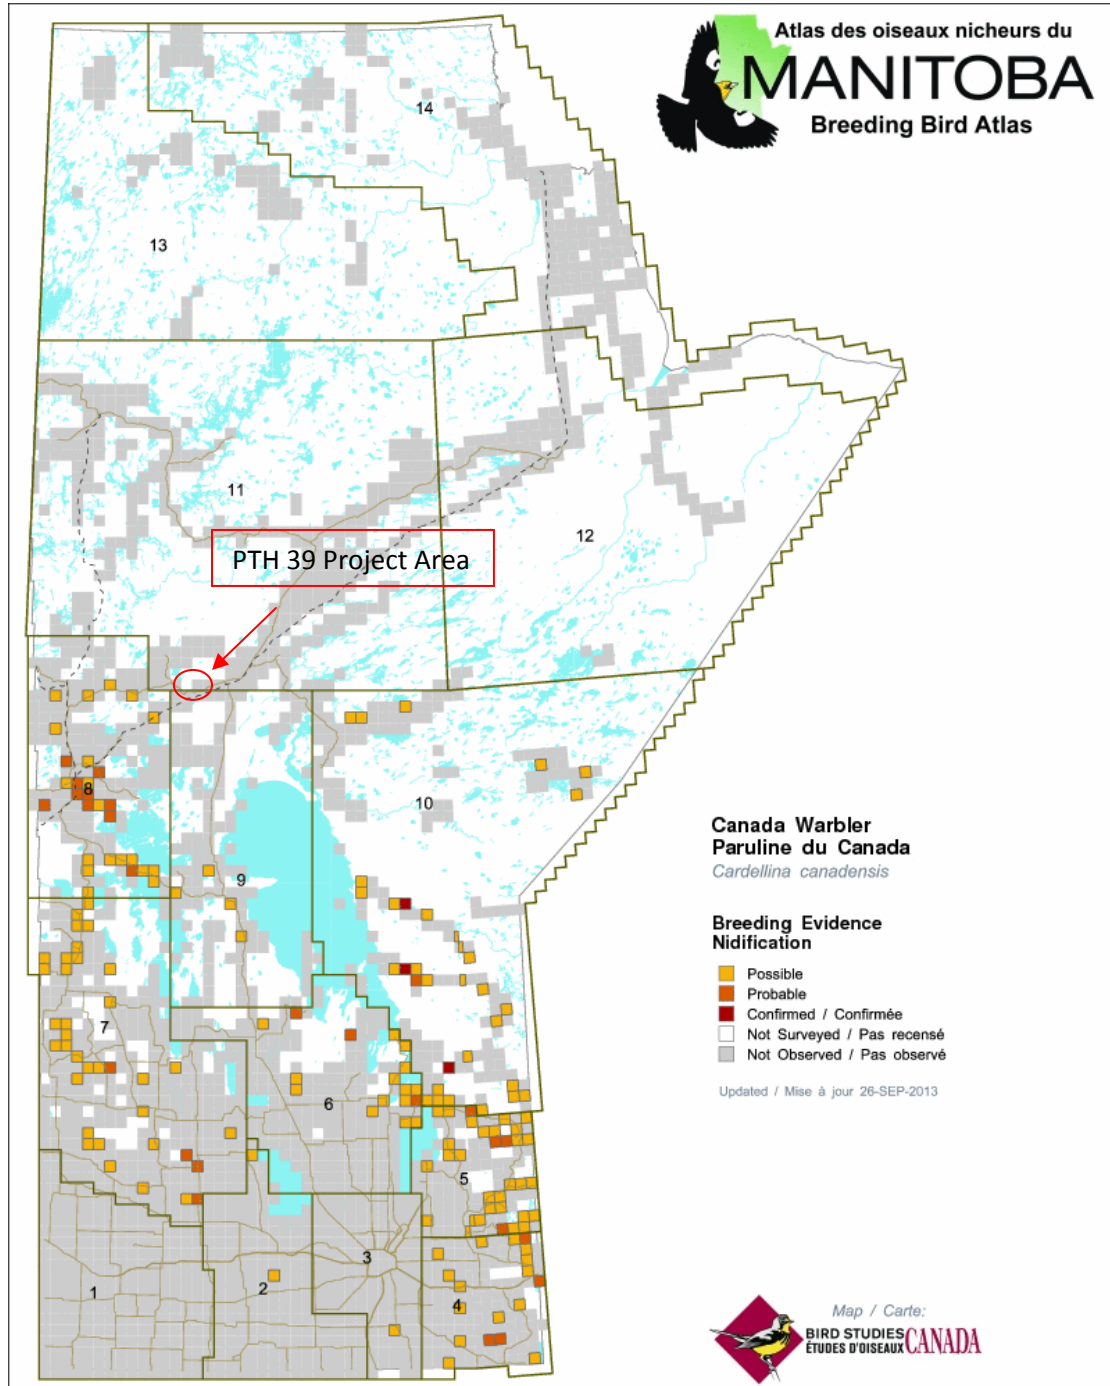 Atlas des oiseaux nicheurs du
MANITOBA
Breeding Bird Atlas
14
13
11
12
PTH 39 Project Area
8
10
9
7
6
5
3
2
1
4
Canada Warbler
Paruline du Canada
Cardellina canadensis
Breeding Evidence
Nidification
Possible
Probable
Confirmed / Confirmée
Not Surveyed / Pas recensé
Not Observed / Pas observé
Updated / Mise à jour 26-SEP-2013
Map / Carte:
BIRD STUDIES
ÉTUDES D'OISEAUX CANADA